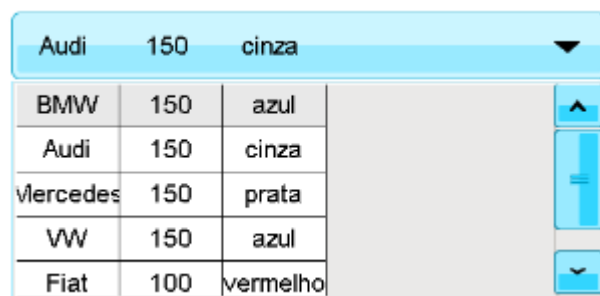 Audi 150 cinza
BMW 150 azul
Audi 150 cinza
Mercedes 150 prata
VW 150 azul
Fiat 100 vermelho